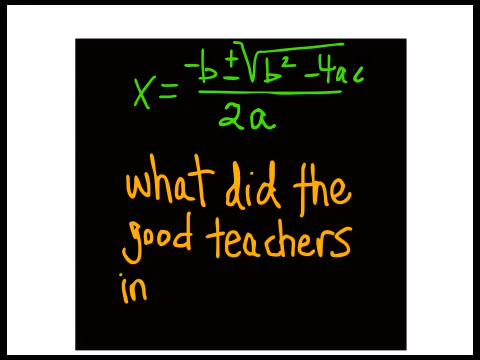 x = -b ± √b² - 4ac / 2a
what did the
good teachers
in